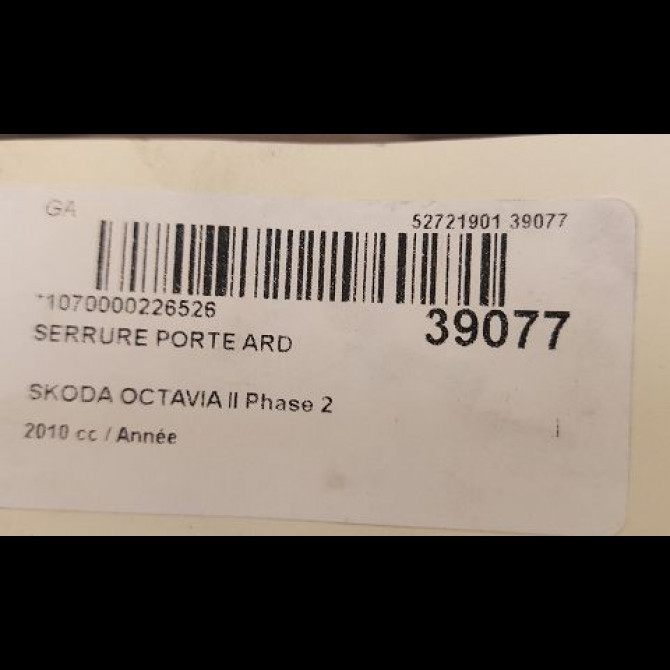 GA
52721901 39077
*1070000226526
39077
SERRURE PORTE ARD
SKODA OCTAVIA II Phase 2
2010 cc / Année